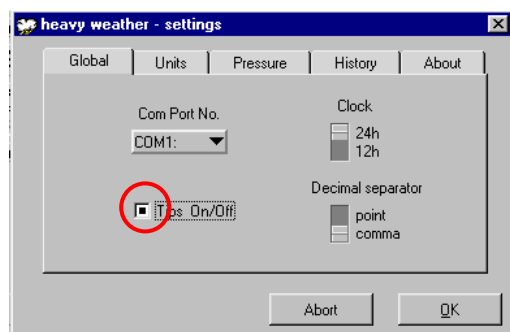 heavy weather - settings
Global Units Pressure History About
Com Port No.
COM1:
Clock
24h
12h
Tips On/Off
Decimal separator
point
comma
Abort OK